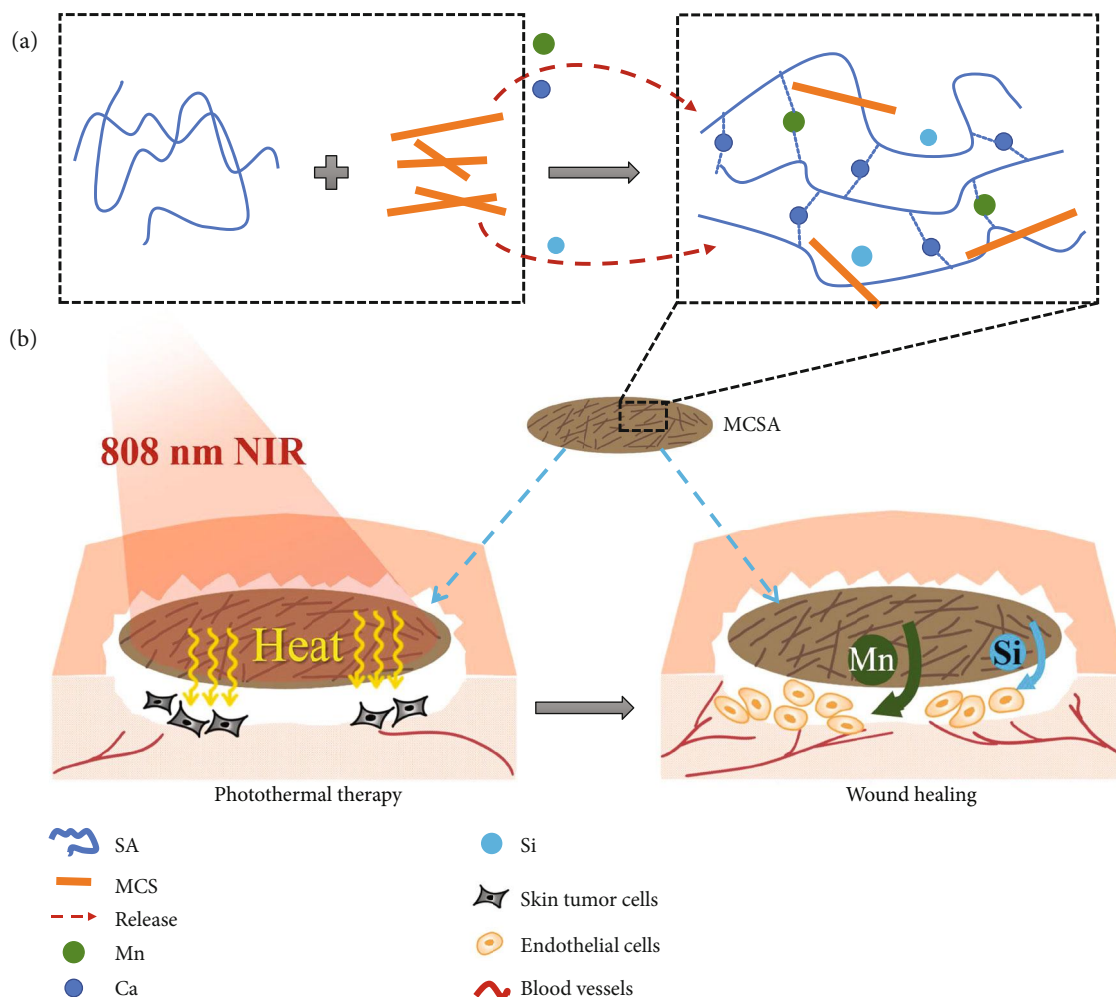 (a)
(b)
MCSA
808 nm NIR
Heat
Mn
Si
Photothermal therapy
Wound healing
SA
Si
MCS
Skin tumor cells
Release
Mn
Endothelial cells
Ca
Blood vessels